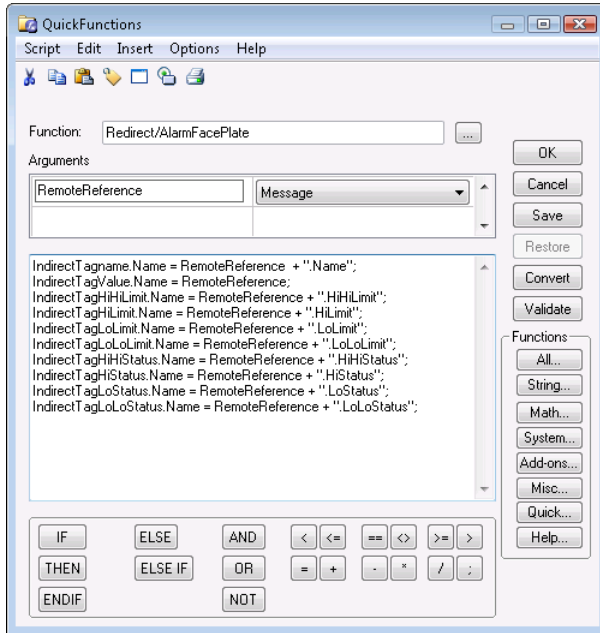 QuickFunctions
Script Edit Insert Options Help
Function: Redirect/AlarmFacePlate ...
Arguments
RemoteReference Message
OK
Cancel
Save
Restore
Convert
Validate
IndirectTagname.Name = RemoteReference + ".Name";
IndirectTagValue.Name = RemoteReference;
IndirectTagHiHiLimit.Name = RemoteReference + ".HiHiLimit";
IndirectTagHiLimit.Name = RemoteReference + ".HiLimit";
IndirectTagLoLimit.Name = RemoteReference + ".LoLimit";
IndirectTagLoLoLimit.Name = RemoteReference + ".LoLoLimit";
IndirectTagHiHiStatus.Name = RemoteReference + ".HiHiStatus";
IndirectTagHiStatus.Name = RemoteReference + ".HiStatus";
IndirectTagLoStatus.Name = RemoteReference + ".LoStatus";
IndirectTagLoLoStatus.Name = RemoteReference + ".LoLoStatus";
Functions
All...
String...
Math...
System...
Add-ons...
Misc...
Quick...
Help...
IF ELSE AND < <= == <> >= >
THEN ELSE IF OR = + - * / ;
ENDIF NOT